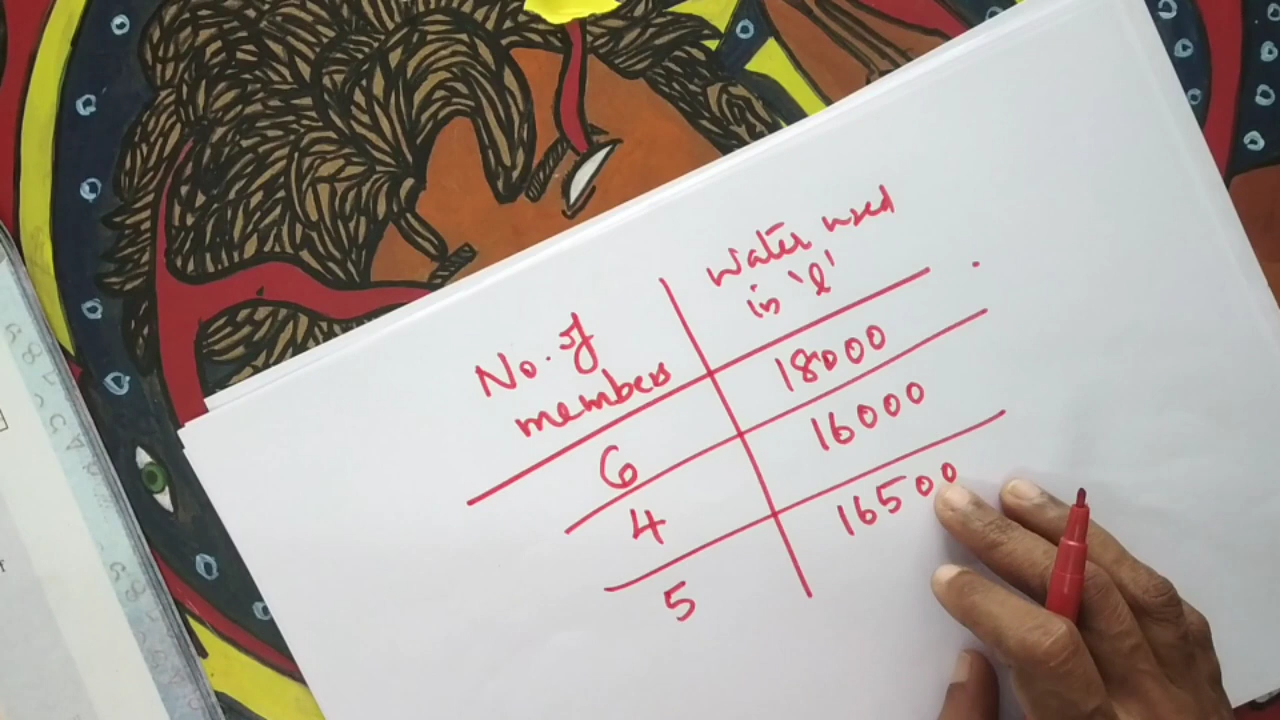 No. of
members
Water used
in 'l'
6
18000
4
16000
5
16500